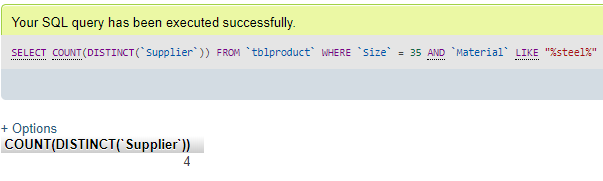 Your SQL query has been executed successfully.
SELECT COUNT(DISTINCT(`Supplier`)) FROM `tblproduct` WHERE `Size` = 35 AND `Material` LIKE "%steel%"
+ Options
COUNT(DISTINCT(`Supplier`))
4